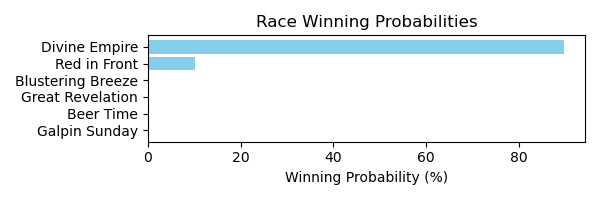 Race Winning Probabilities
Divine Empire
Red in Front
Blustering Breeze
Great Revelation
Beer Time
Galpin Sunday
0 20 40 60 80
Winning Probability (%)